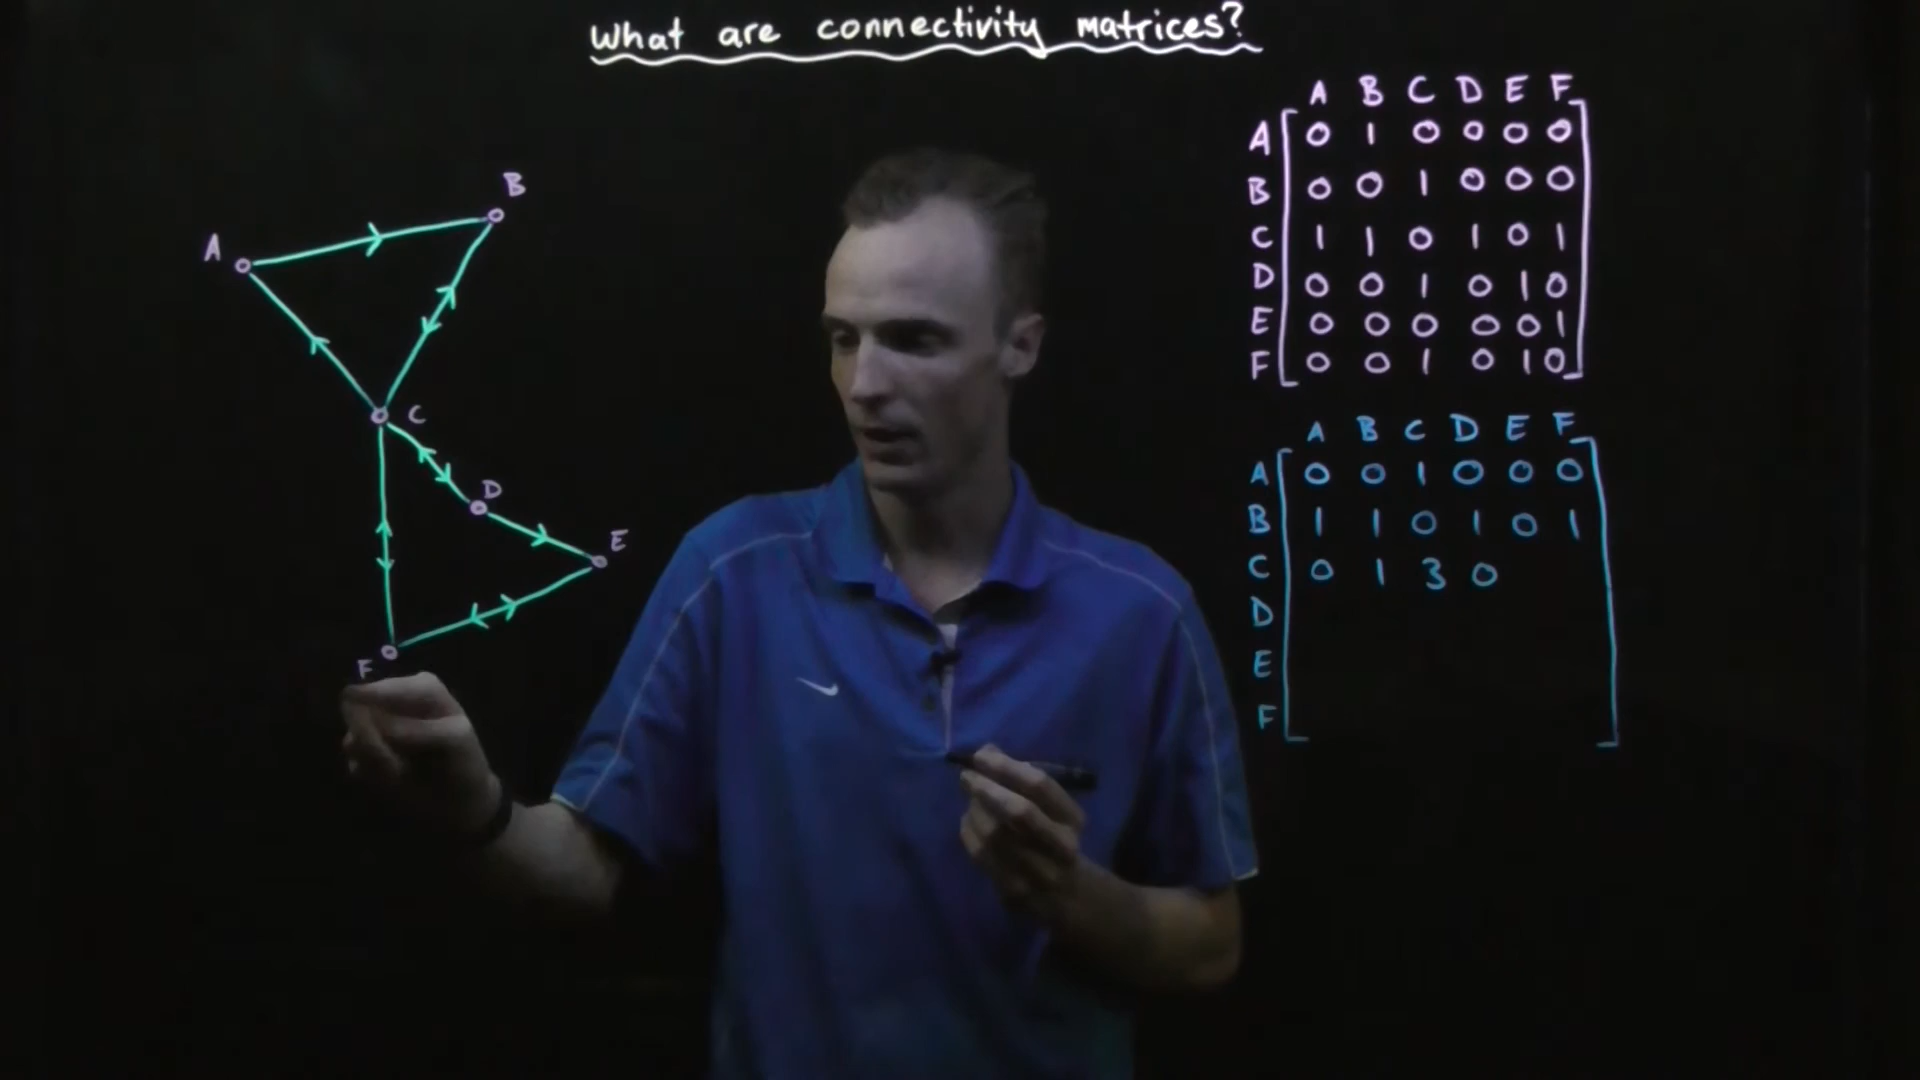 What are connectivity matrices?
A
B
C
D
E
F
A B C D E F
A 0 1 0 0 0 0
B 0 0 1 0 0 0
C 1 1 0 1 0 1
D 0 0 1 0 1 0
E 0 0 0 0 0 1
F 0 0 1 0 1 0
A B C D E F
A 0 0 1 0 0 0
B 1 1 0 1 0 1
C 0 1 3 0
D
E
F